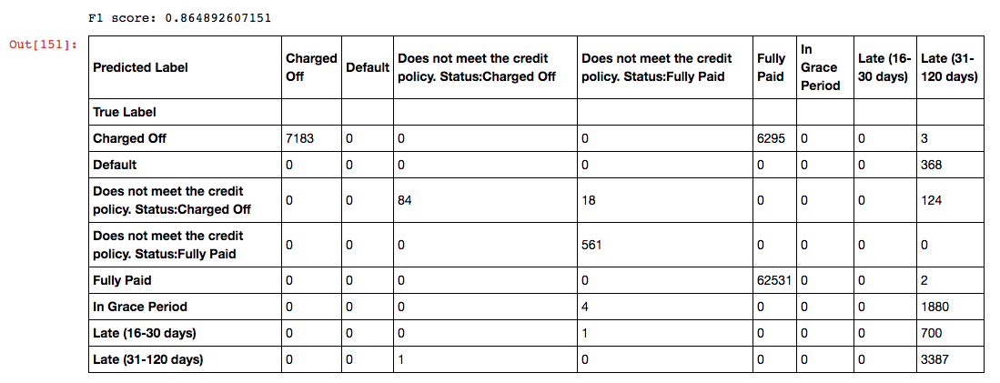 F1 score: 0.864892607151
Out[151]:
Predicted Label Charged Off Default Does not meet the credit policy. Status:Charged Off Does not meet the credit policy. Status:Fully Paid Fully Paid In Grace Period Late (16-30 days) Late (31-120 days)
True Label
Charged Off 7183 0 0 0 6295 0 0 3
Default 0 0 0 0 0 0 0 368
Does not meet the credit policy. Status:Charged Off 0 0 84 18 0 0 0 124
Does not meet the credit policy. Status:Fully Paid 0 0 0 561 0 0 0 0
Fully Paid 0 0 0 0 62531 0 0 2
In Grace Period 0 0 0 4 0 0 0 1880
Late (16-30 days) 0 0 0 1 0 0 0 700
Late (31-120 days) 0 0 1 0 0 0 0 3387